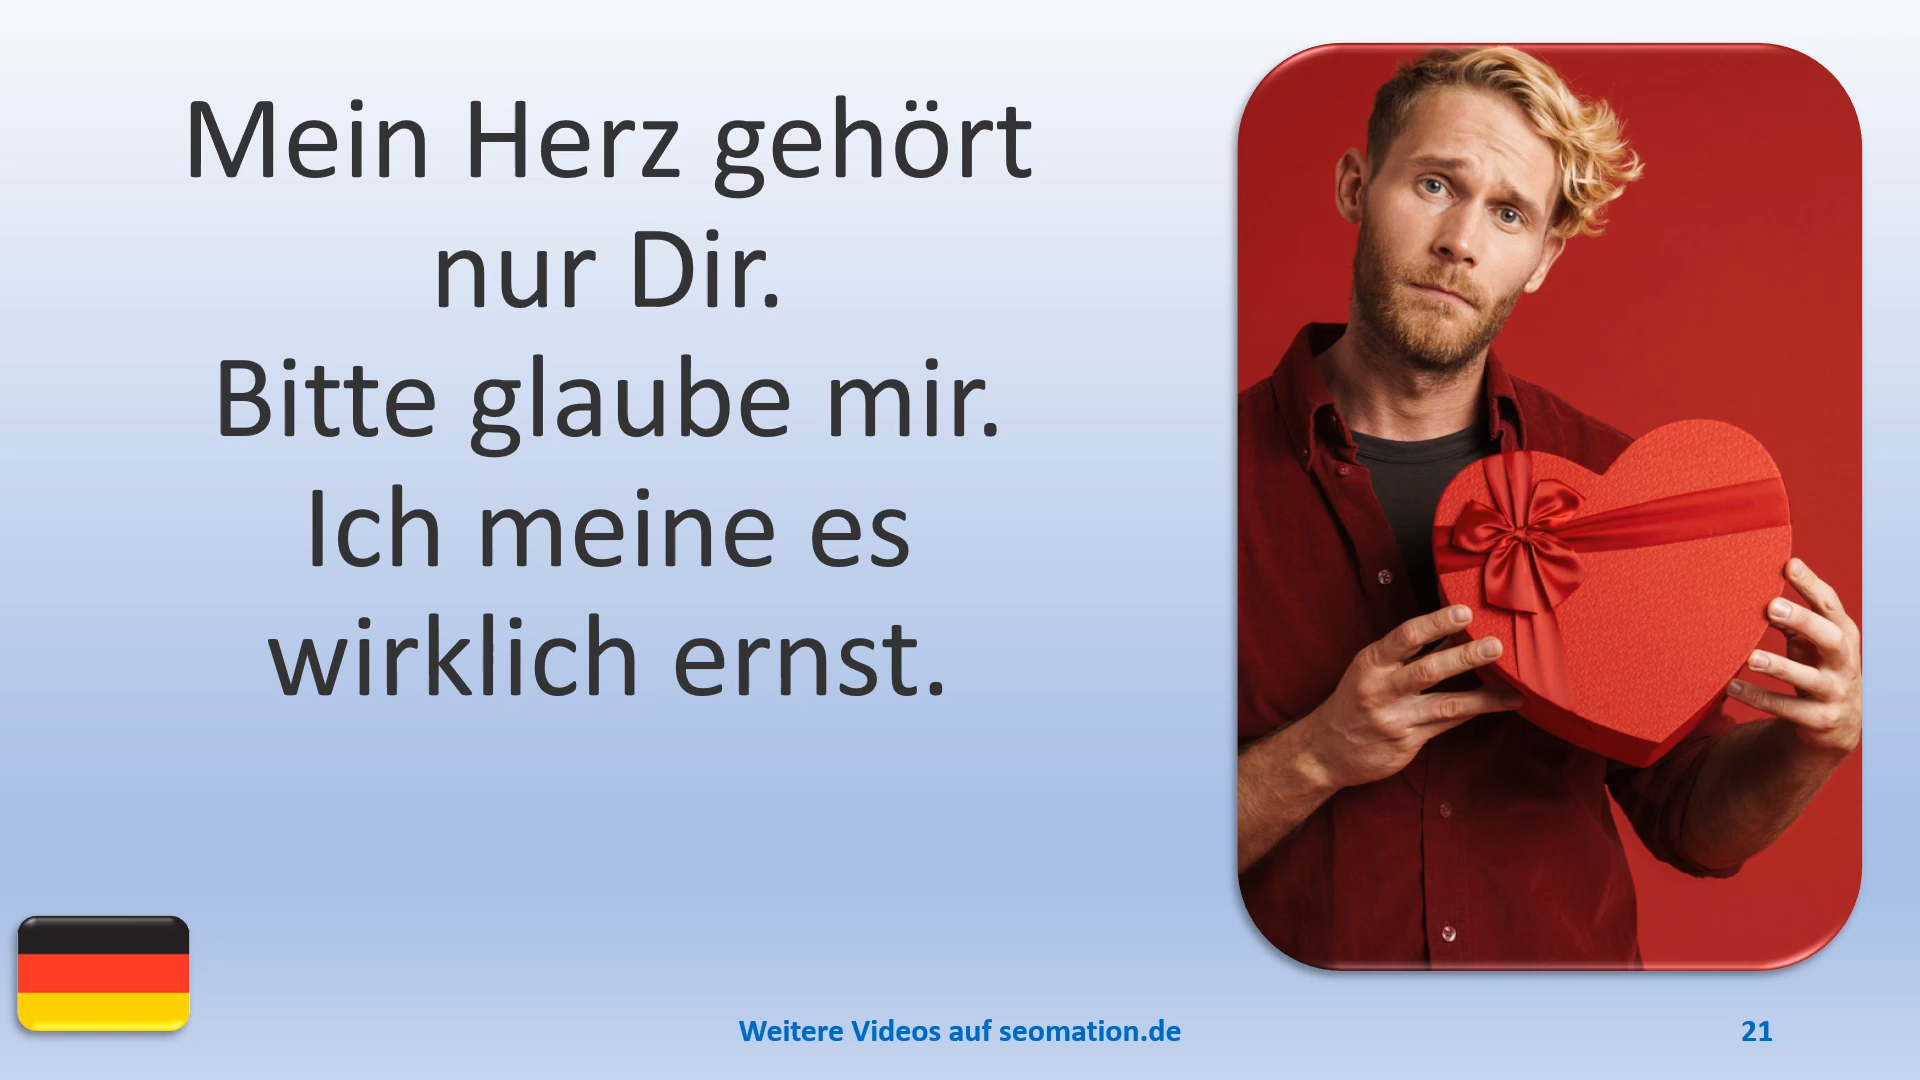 Mein Herz gehört
nur Dir.
Bitte glaube mir.
Ich meine es
wirklich ernst.
Weitere Videos auf seomation.de
21